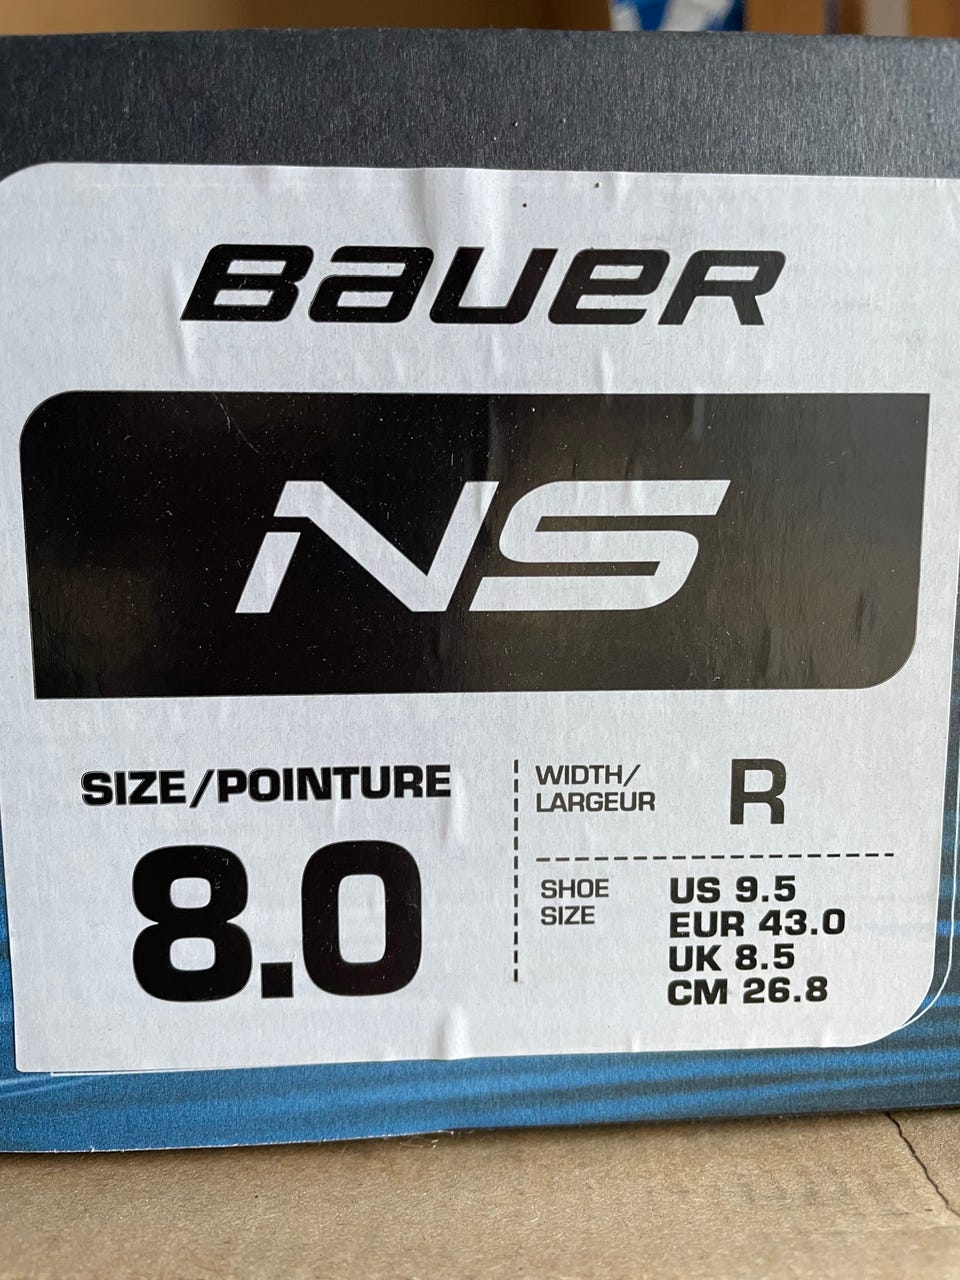 BAUER
NS
SIZE/POINTURE
8.0
WIDTH/
LARGEUR
R
SHOE
SIZE
US 9.5
EUR 43.0
UK 8.5
CM 26.8